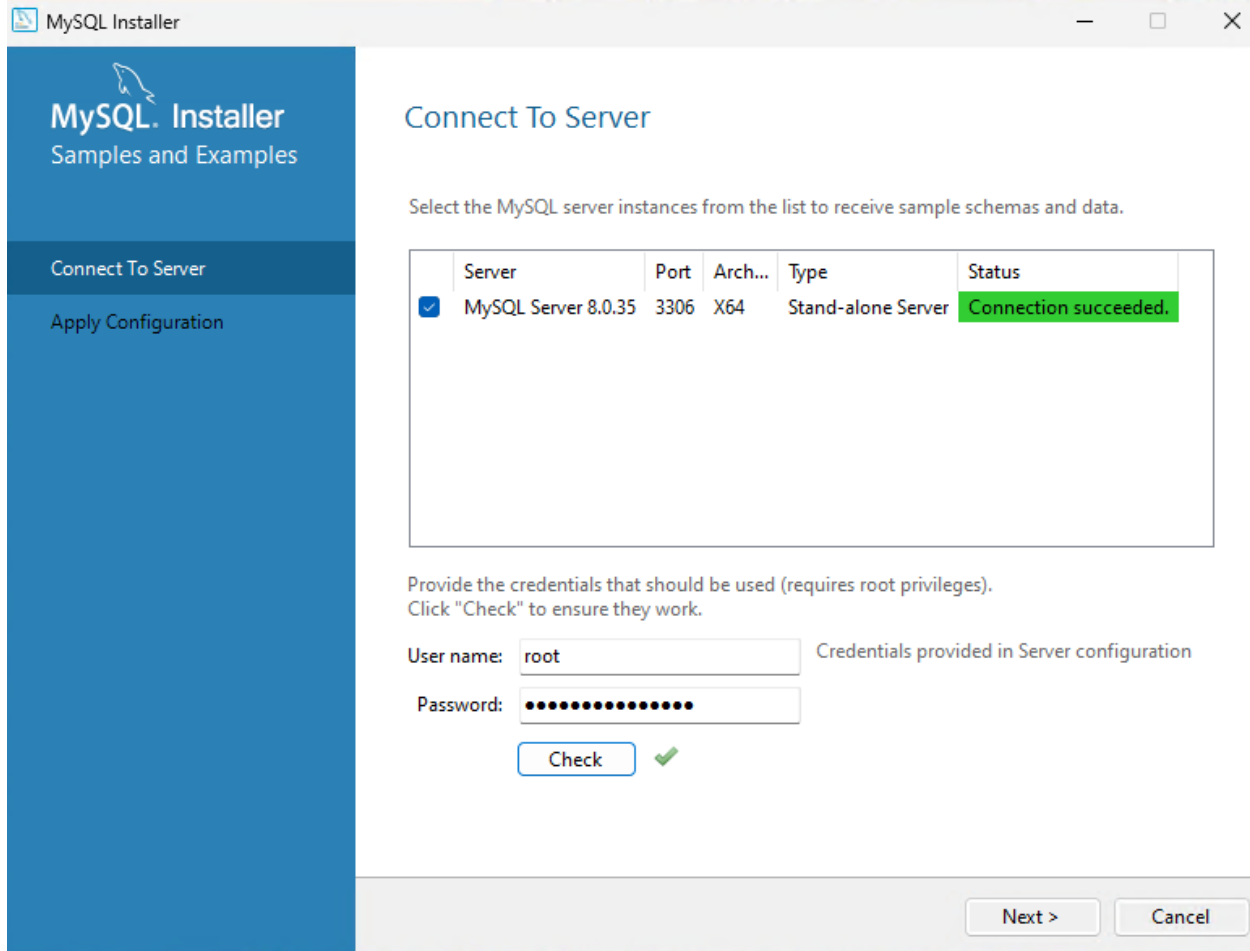 MySQL Installer
MySQL. Installer
Samples and Examples
Connect To Server
Apply Configuration
Connect To Server
Select the MySQL server instances from the list to receive sample schemas and data.
Server Port Arch... Type Status
MySQL Server 8.0.35 3306 X64 Stand-alone Server Connection succeeded.
Provide the credentials that should be used (requires root privileges).
Click "Check" to ensure they work.
User name: root Credentials provided in Server configuration
Password: ●●●●●●●●●●●●●●●
Check
Next > Cancel